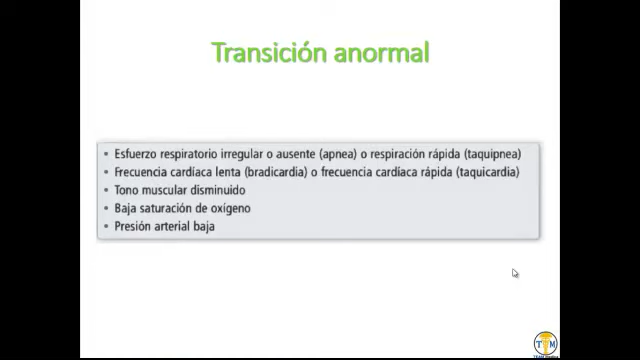 Transición anormal
• Esfuerzo respiratorio irregular o ausente (apnea) o respiración rápida (taquipnea)
• Frecuencia cardíaca lenta (bradicardia) o frecuencia cardíaca rápida (taquicardia)
• Tono muscular disminuido
• Baja saturación de oxígeno
• Presión arterial baja